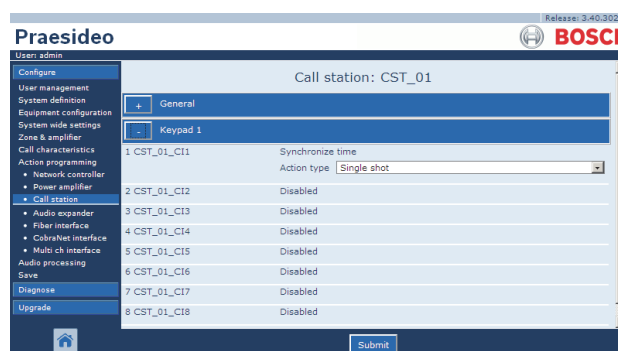 Release: 3.40.302
Praesideo
BOSC
User: admin
Configure
User management
System definition
Equipment configuration
System wide settings
Zone & amplifier
Call characteristics
Action programming
• Network controller
• Power amplifier
• Call station
• Audio expander
• Fiber interface
• CobraNet interface
• Multi ch interface
Audio processing
Save
Diagnose
Upgrade
Call station: CST_01
+ General
- Keypad 1
1 CST_01_CI1 Synchronize time
Action type Single shot
2 CST_01_CI2 Disabled
3 CST_01_CI3 Disabled
4 CST_01_CI4 Disabled
5 CST_01_CI5 Disabled
6 CST_01_CI6 Disabled
7 CST_01_CI7 Disabled
8 CST_01_CI8 Disabled
Submit